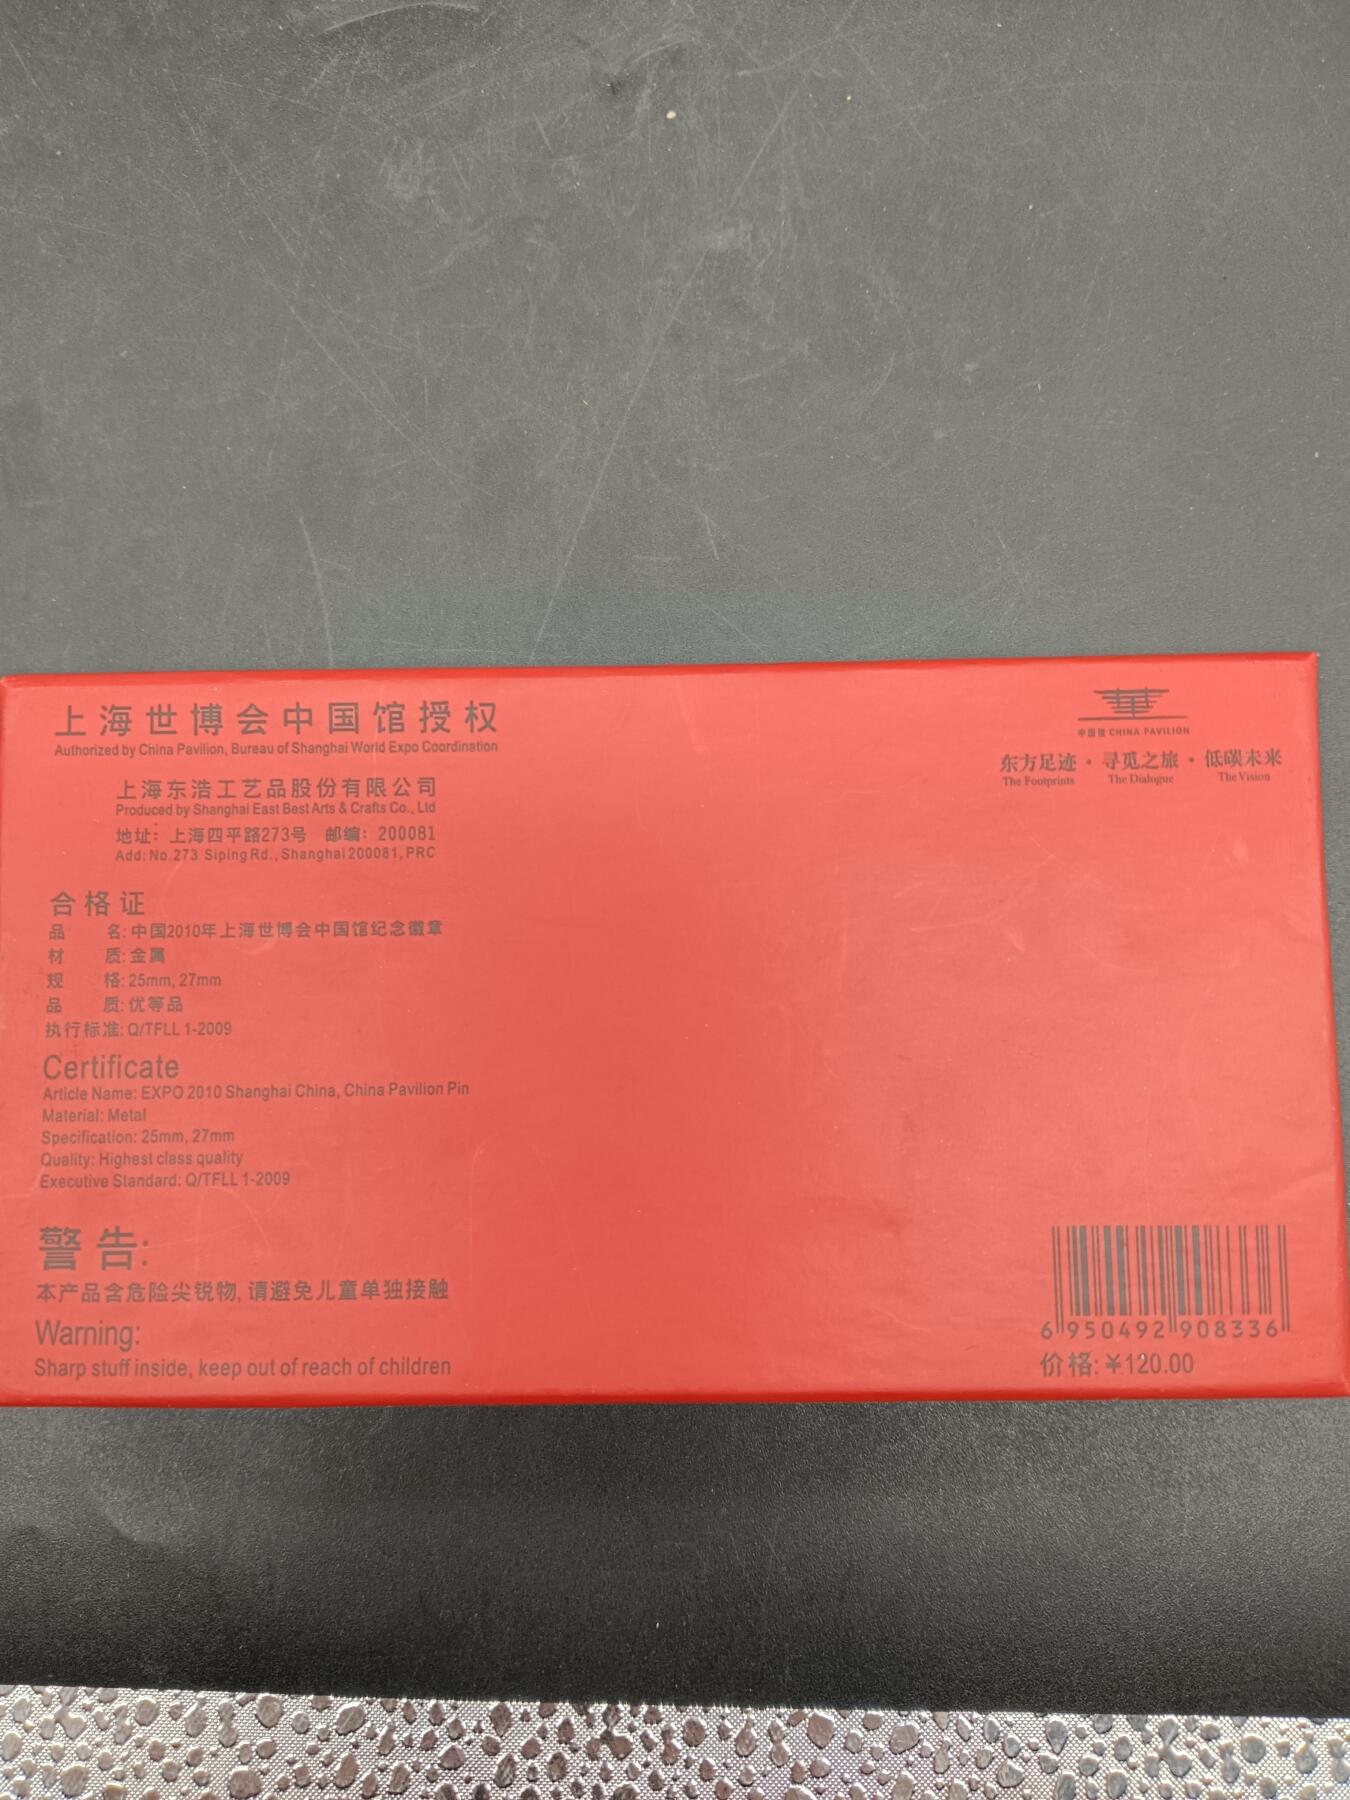 上海世博会中国馆授权
Authorized by China Pavilion, Bureau of Shanghai World Expo Coordination
上海东浩工艺品股份有限公司
Produced by Shanghai East Best Arts & Crafts Co., Ltd
地址：上海四平路273号 邮编：200081
Add: No.273 Siping Rd., Shanghai 200081, PRC
合格证
品 名: 中国2010年上海世博会中国馆纪念徽章
材 质: 金属
规 格: 25mm, 27mm
品 质: 优等品
执行标准: Q/TFLL 1-2009
Certificate
Article Name: EXPO 2010 Shanghai China, China Pavilion Pin
Material: Metal
Specification: 25mm, 27mm
Quality: Highest class quality
Executive Standard: Q/TFLL 1-2009
警告:
本产品含危险尖锐物, 请避免儿童单独接触
Warning:
Sharp stuff inside, keep out of reach of children
中国馆 CHINA PAVILION
东方足迹 · 寻觅之旅 · 低碳未来
The Footprints The Dialogue The Vision
6 950492 908336
价格: ¥120.00